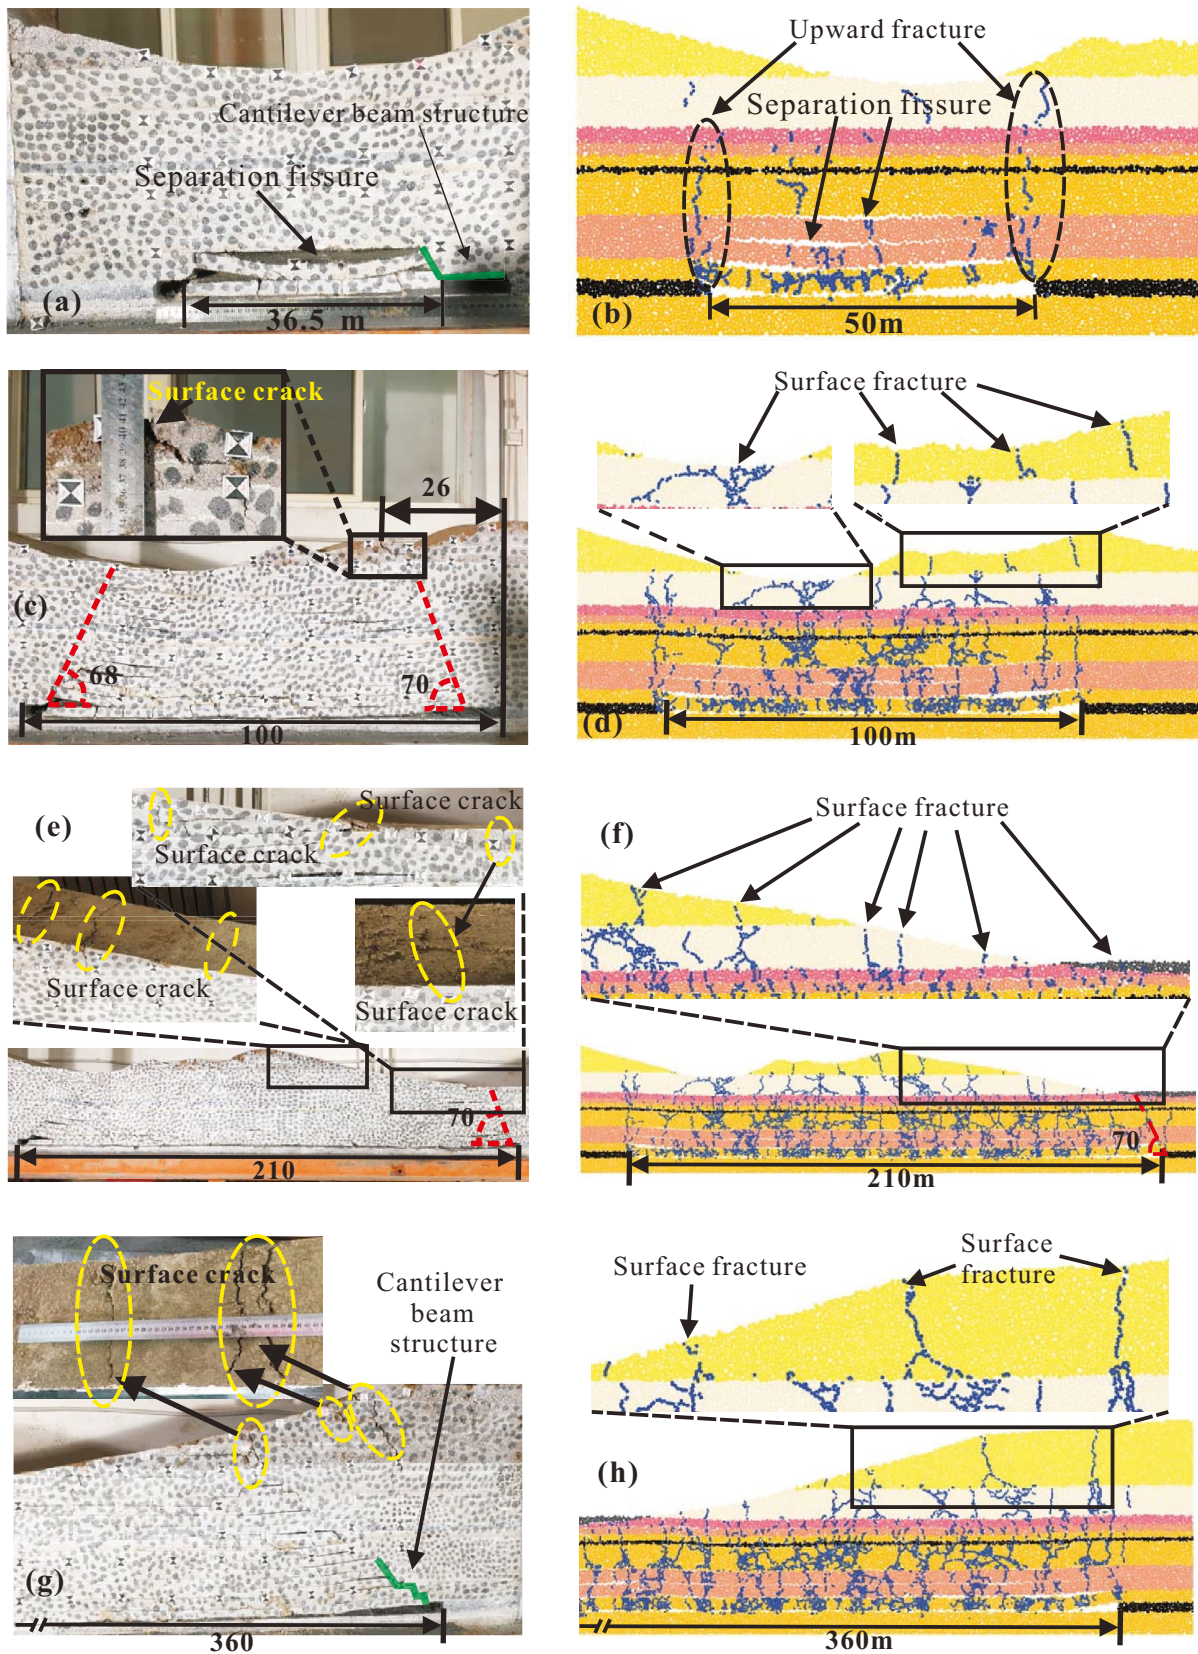 Cantilever beam structure
Separation fissure
(a)
36.5 m
Upward fracture
Separation fissure
(b)
50m
Surface crack
26
(c)
68
70
100
Surface fracture
(d)
100m
(e)
Surface crack
Surface crack
Surface crack
Surface crack
70
210
(f)
Surface fracture
70
210m
Surface crack
Cantilever
beam
structure
(g)
360
Surface fracture
Surface
fracture
(h)
360m